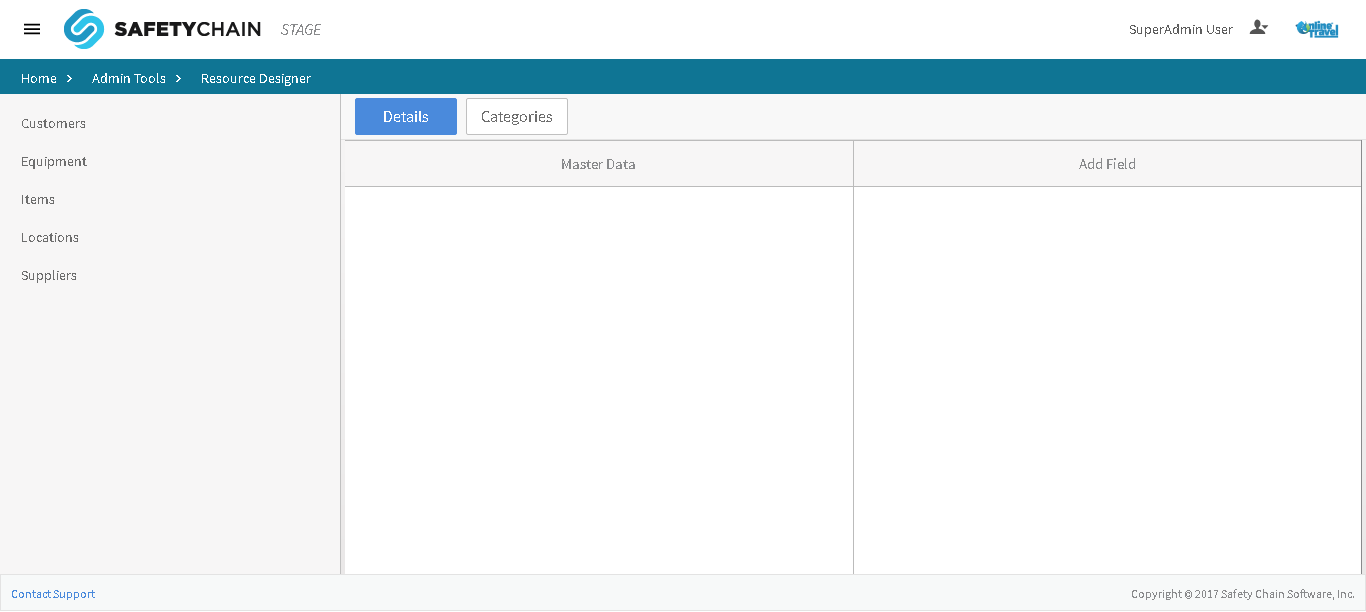 SAFETYCHAIN STAGE
SuperAdmin User
Online Travel
Home > Admin Tools > Resource Designer
Customers
Equipment
Items
Locations
Suppliers
Details
Categories
Master Data
Add Field
Contact Support
Copyright © 2017 Safety Chain Software, Inc.